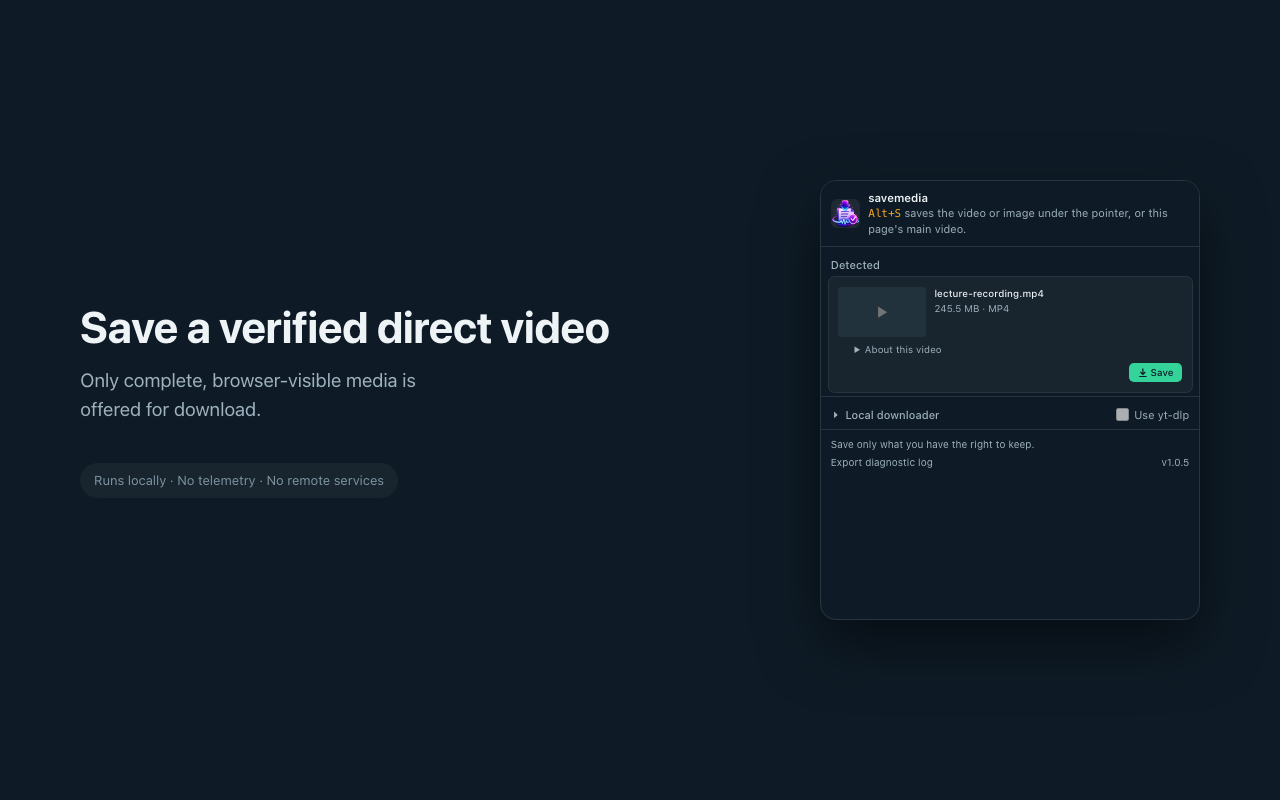 Save a verified direct video
Only complete, browser-visible media is
offered for download.
Runs locally · No telemetry · No remote services
savemedia
Alt+S saves the video or image under the pointer, or this
page's main video.
Detected
lecture-recording.mp4
245.5 MB · MP4
About this video
Save
Local downloader
Use yt-dlp
Save only what you have the right to keep.
Export diagnostic log
v1.0.5